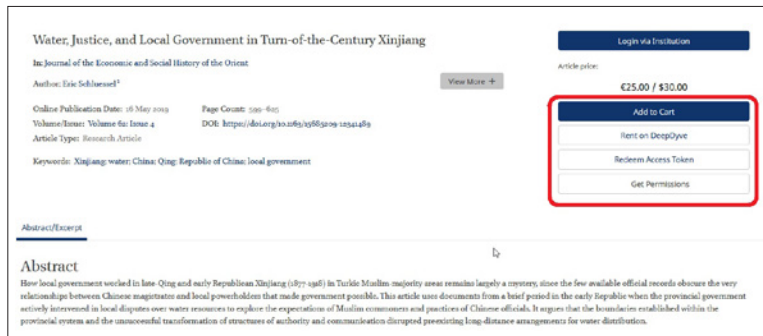 Water, Justice, and Local Government in Turn-of-the-Century Xinjiang
In: Journal of the Economic and Social History of the Orient
Author: Eric Schluessel¹
View More +
Online Publication Date: 16 May 2019
Page Count: 599–625
Volume/Issue: Volume 62: Issue 4
DOI: https://doi.org/10.1163/15685209-12341489
Article Type: Research Article
Keywords: Xinjiang; water; China; Qing; Republic of China; local government
Login via Institution
Article price:
€25.00 / $30.00
Add to Cart
Rent on DeepDyve
Redeem Access Token
Get Permissions
Abstract/Excerpt
Abstract
How local government worked in late-Qing and early Republican Xinjiang (1877-1928) in Turkic Muslim-majority areas remains largely a mystery, since the few available official records obscure the very
relationships between Chinese magistrates and local powerholders that made government possible. This article uses documents from a brief period in the early Republic when the provincial government
actively intervened in local disputes over water resources to explore the expectations of Muslim commoners and practices of Chinese officials. It argues that the boundaries established within the
provincial system and the unsuccessful transformation of structures of authority and communication disrupted preexisting long-distance arrangements for water distribution.